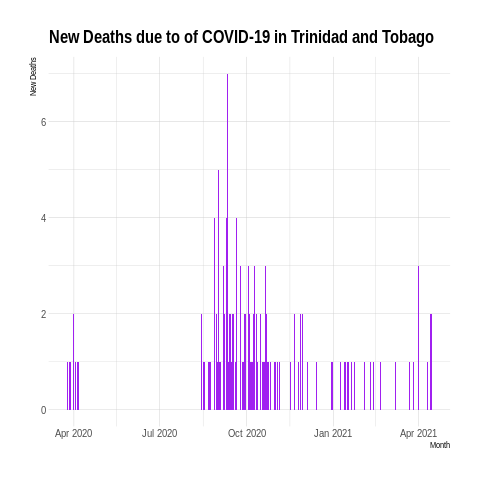 New Deaths due to of COVID-19 in Trinidad and Tobago
New Deaths
6
4
2
0
Apr 2020 Jul 2020 Oct 2020 Jan 2021 Apr 2021
Month